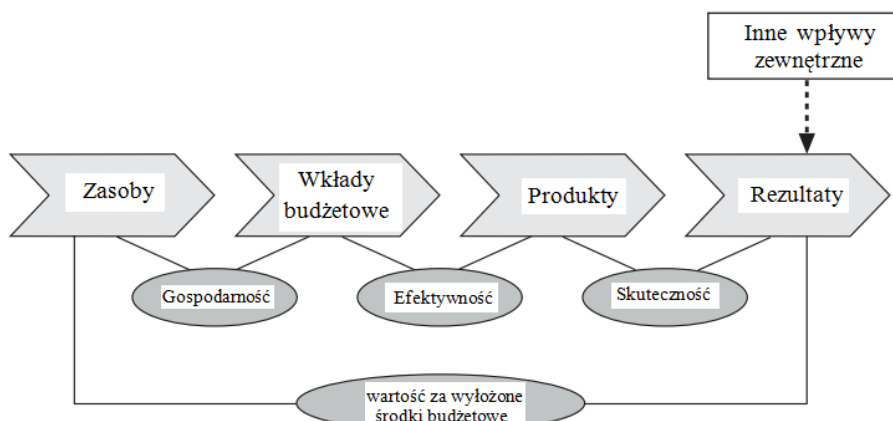 Inne wpływy
zewnętrzne
Zasoby
Wkłady
budżetowe
Produkty
Rezultaty
Gospodarność
Efektywność
Skuteczność
wartość za wyłożone
środki budżetowe